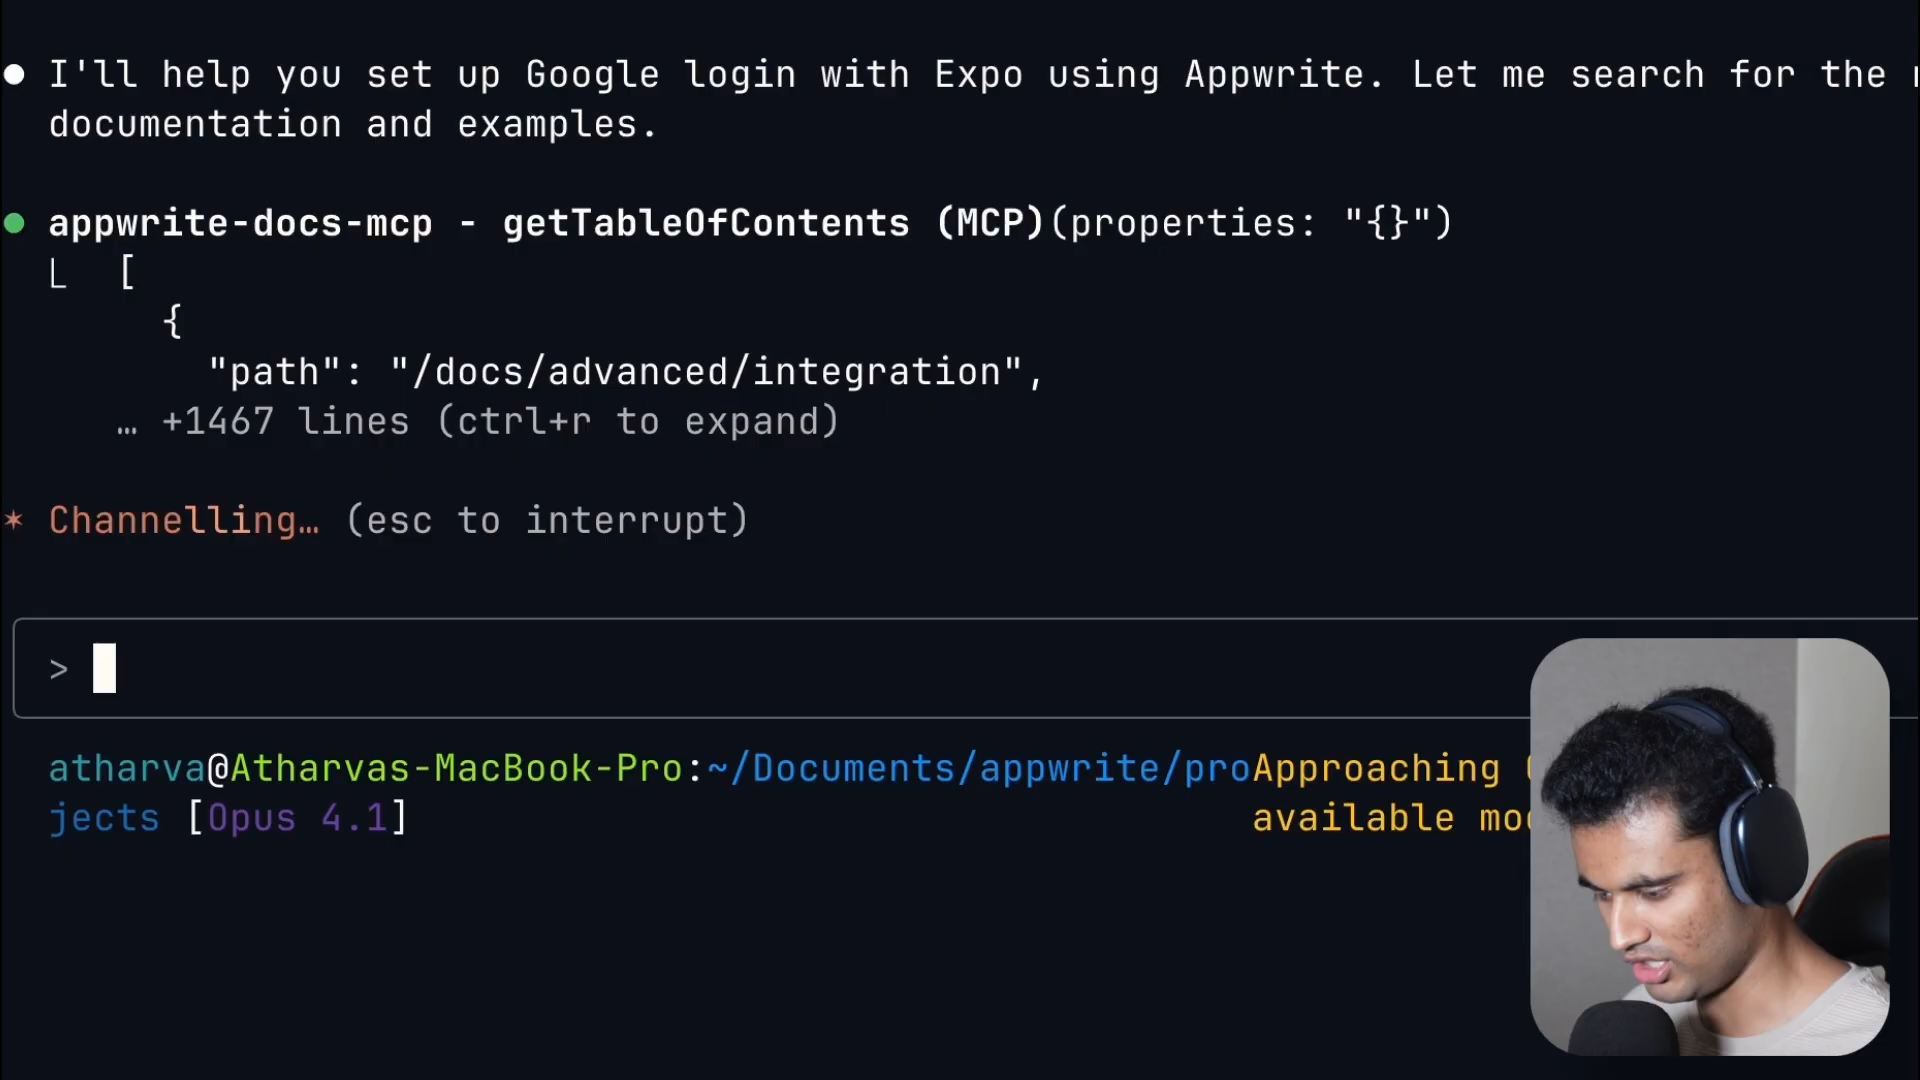 ● I'll help you set up Google login with Expo using Appwrite. Let me search for the
documentation and examples.
● appwrite-docs-mcp - getTableOfContents (MCP)(properties: "{}")
⎿ [
{
"path": "/docs/advanced/integration",
… +1467 lines (ctrl+r to expand)
✶ Channelling… (esc to interrupt)
>
atharva@Atharvas-MacBook-Pro:~/Documents/appwrite/proApproaching
jects [Opus 4.1] available